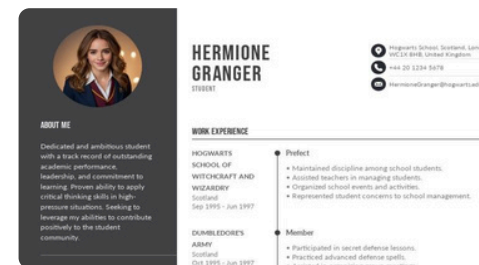 HERMIONE
GRANGER
STUDENT
Hogwarts School, Scotland, Lon
WC1X 8HB, United Kingdom
+44 20 1234 5678
HermioneGranger@hogwarts.ed
ABOUT ME
Dedicated and ambitious student
with a track record of outstanding
academic performance,
leadership, and commitment to
learning. Proven ability to apply
critical thinking skills in high-
pressure situations. Seeking to
leverage my abilities to contribute
positively to the student
community.
WORK EXPERIENCE
HOGWARTS
SCHOOL OF
WITCHCRAFT AND
WIZARDRY
Scotland
Sep 1995 - Jun 1997
Prefect
• Maintained discipline among school students.
• Assisted teachers in managing students.
• Organized school events and activities.
• Represented student concerns to school management.
DUMBLEDORE'S
ARMY
Scotland
Oct 1995 - Jun 1997
Member
• Participated in secret defense lessons.
• Practiced advanced defense spells.